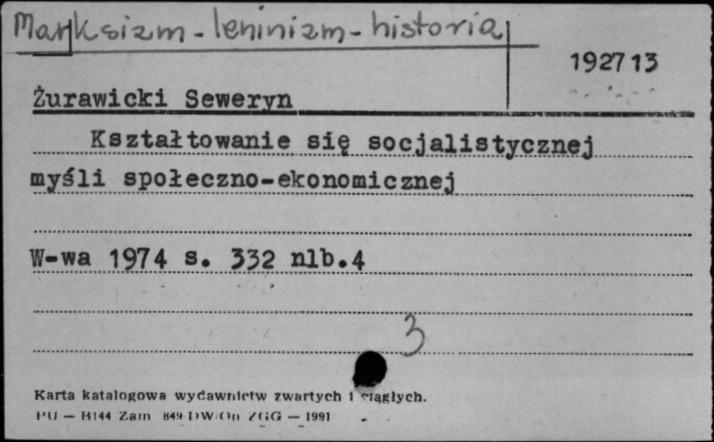 Marksizm - leninizm - historia
192713
Żurawicki Seweryn
Kształtowanie się socjalistycznej
myśli społeczno-ekonomicznej
W-wa 1974 s. 332 nlb.4
3
Karta katalogowa wydawnictw zwartych i ciągłych.
PU — H144 Zam 849 DW/On ZGG — 1991